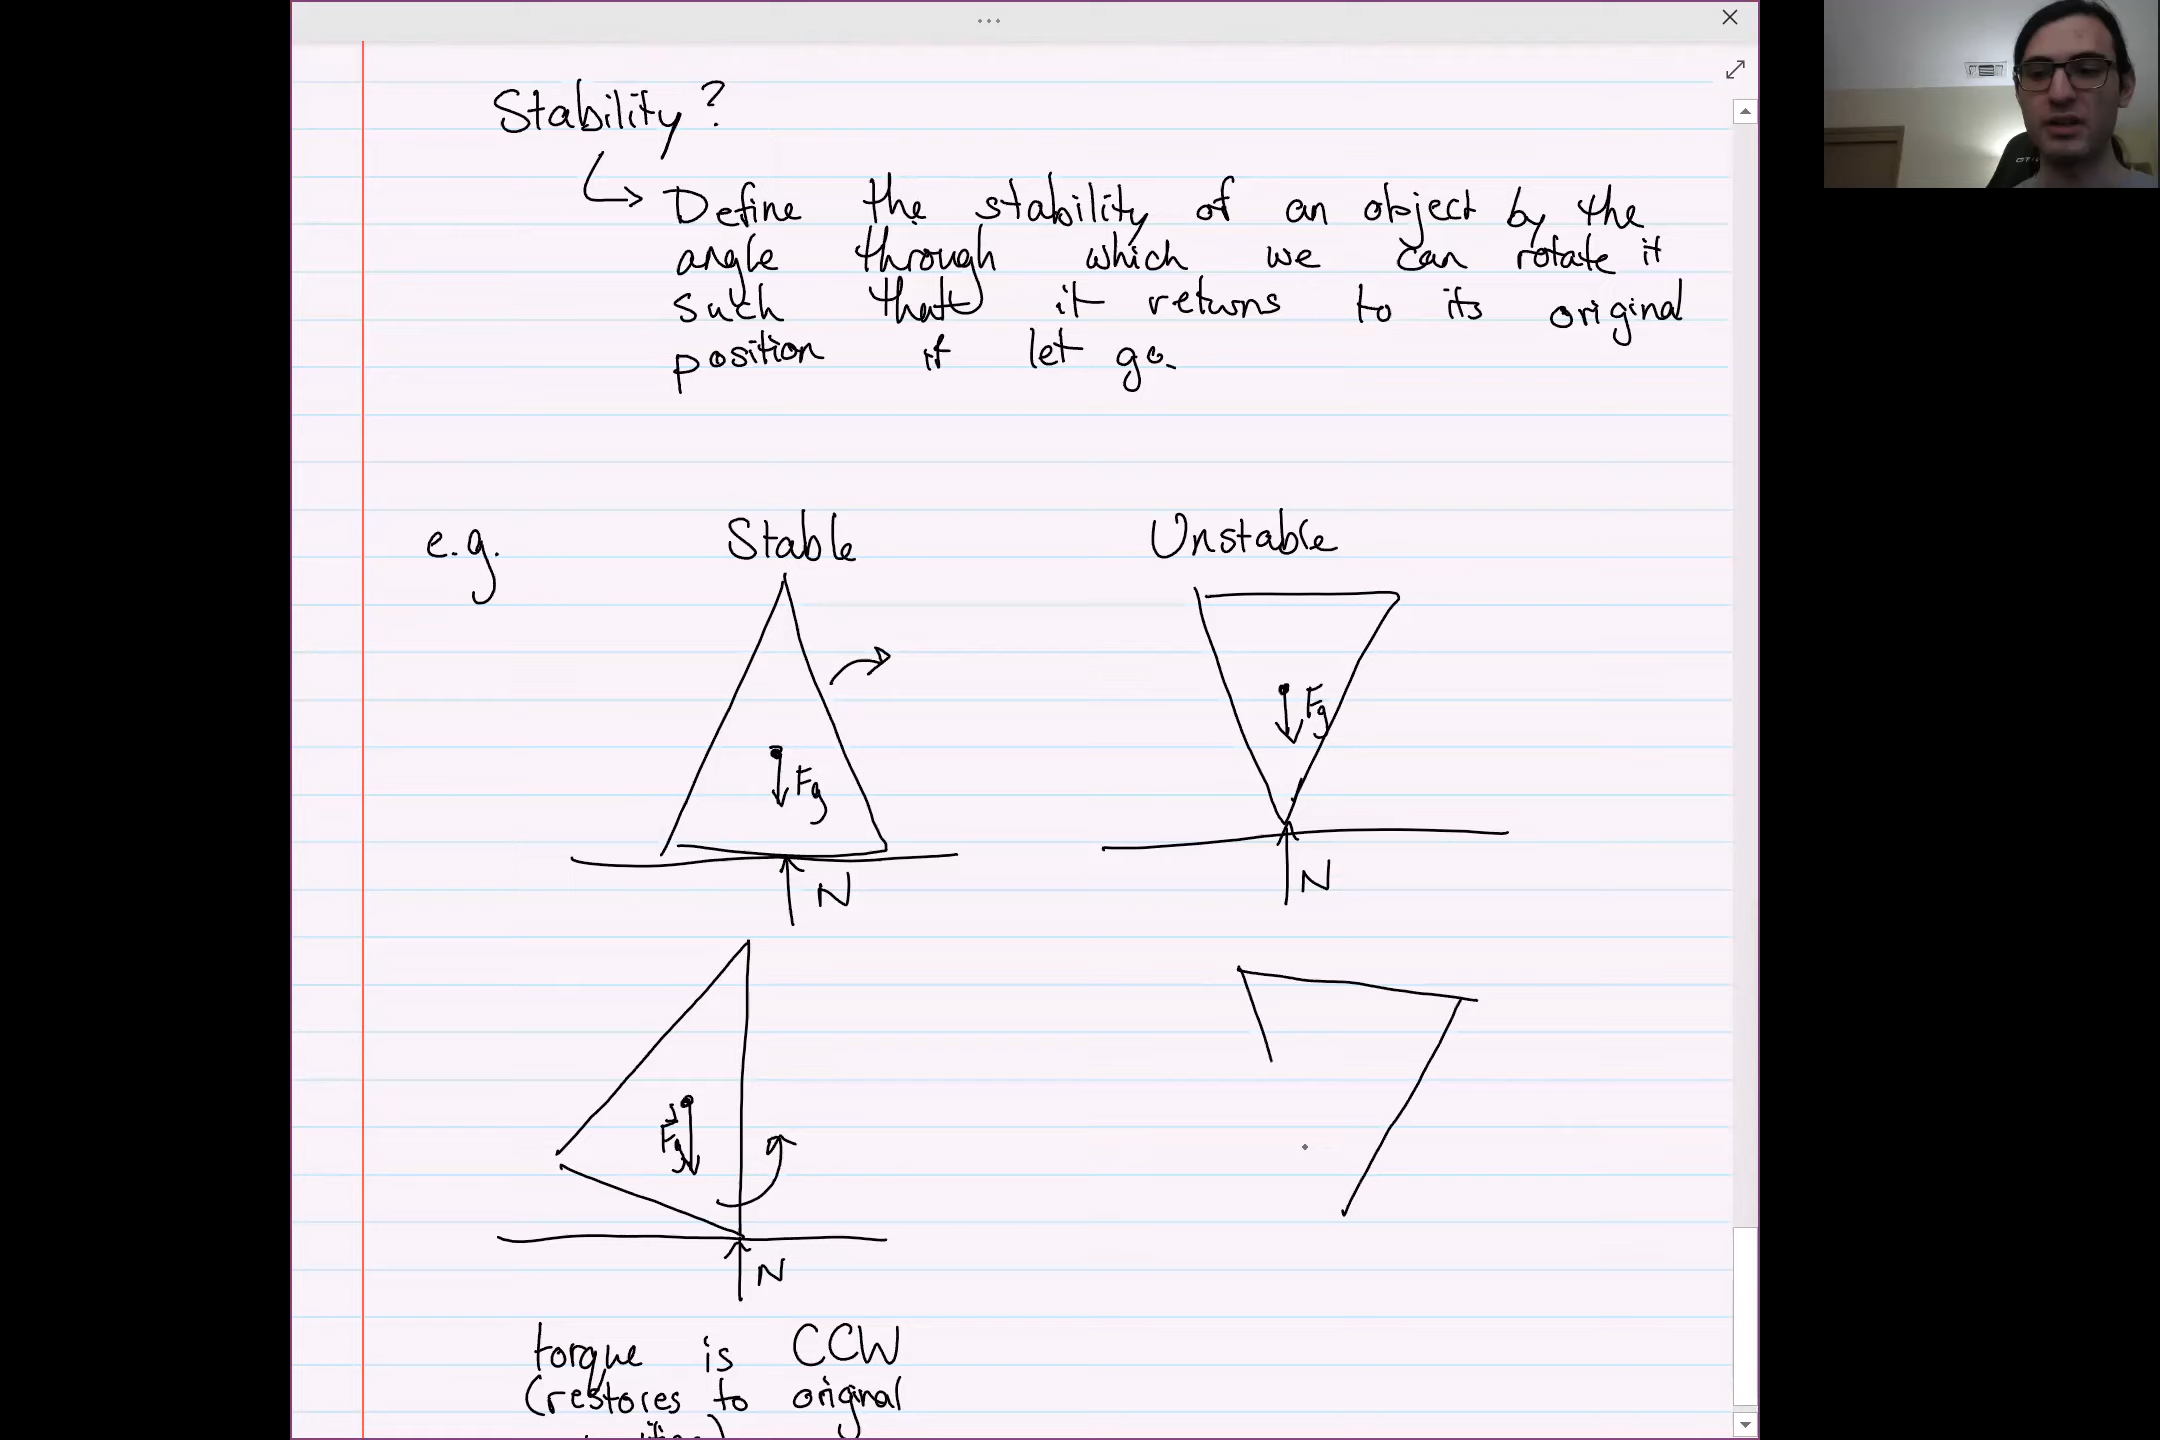 Stability?
Define the stability of an object by the
angle through which we can rotate it
such that it returns to its original
position if let go.
e.g. Stable Unstable
Fg Fg
N N
Fg
N
torque is CCW
(restores to original